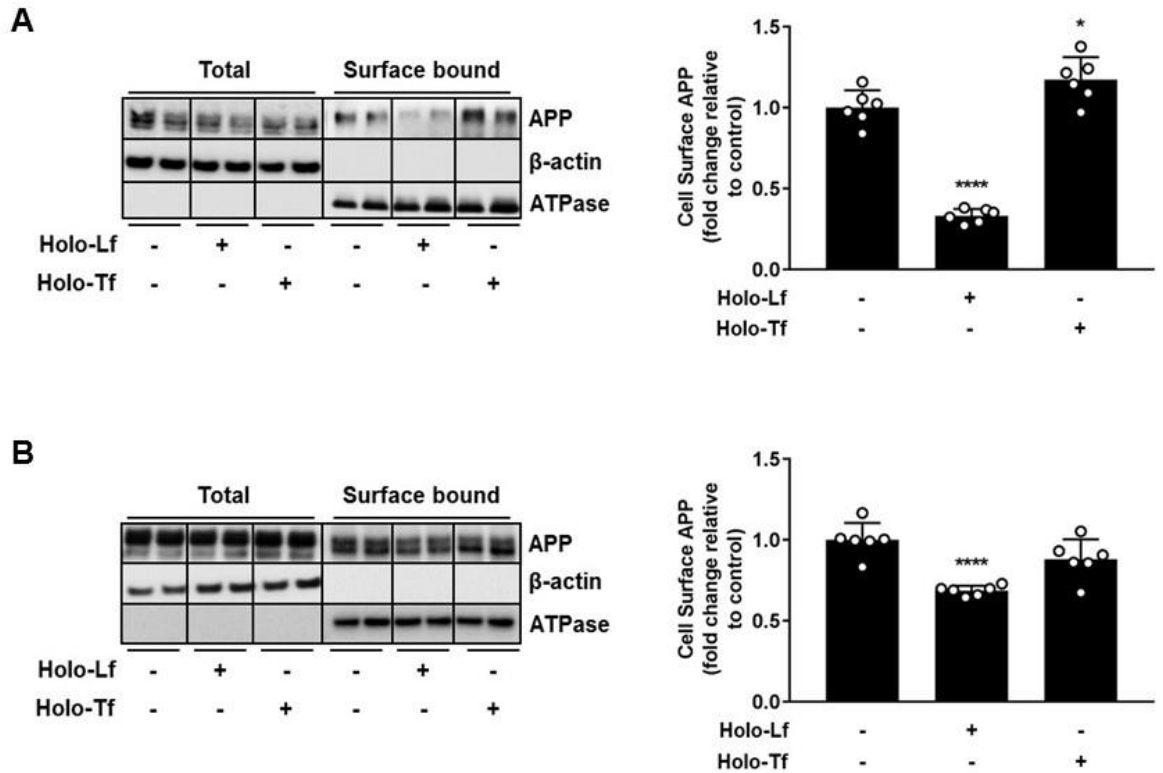 A
Total Surface bound
APP
β-actin
ATPase
Holo-Lf - + - - + -
Holo-Tf - - + - - +
Cell Surface APP
(fold change relative
to control)
1.5
1.0
0.5
0.0
****
*
Holo-Lf - + -
Holo-Tf - - +
B
Total Surface bound
APP
β-actin
ATPase
Holo-Lf - + - - + -
Holo-Tf - - + - - +
Cell Surface APP
(fold change relative
to control)
1.5
1.0
0.5
0.0
****
Holo-Lf - + -
Holo-Tf - - +